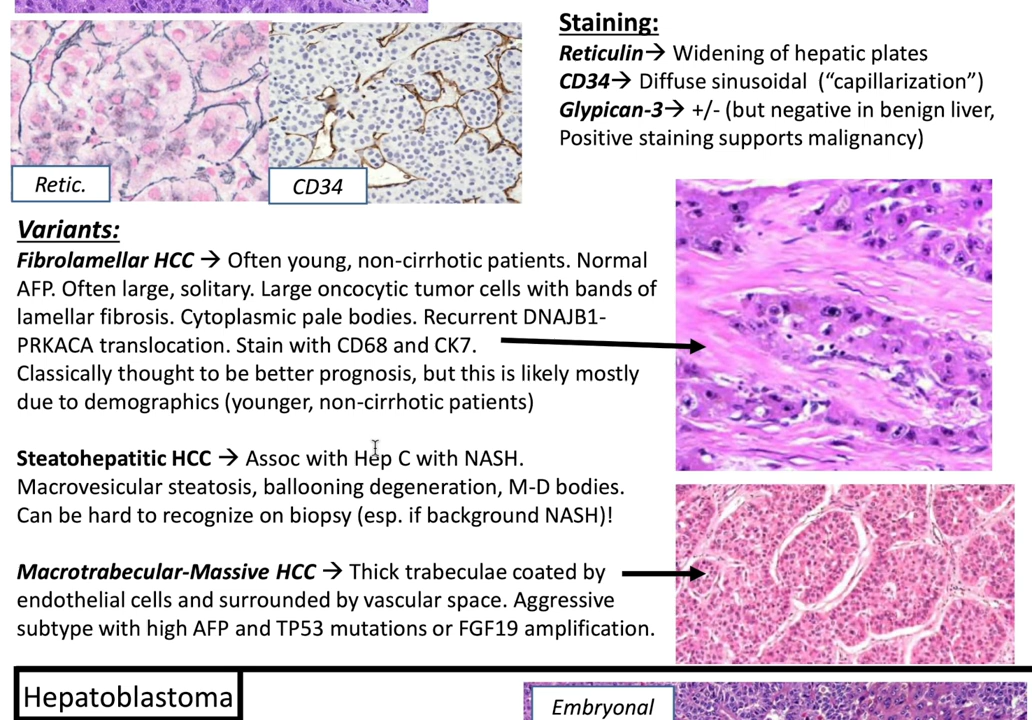 Staining:
Reticulin→ Widening of hepatic plates
CD34→ Diffuse sinusoidal (“capillarization”)
Glypican-3→ +/- (but negative in benign liver,
Positive staining supports malignancy)
Retic.
CD34
Variants:
Fibrolamellar HCC → Often young, non-cirrhotic patients. Normal
AFP. Often large, solitary. Large oncocytic tumor cells with bands of
lamellar fibrosis. Cytoplasmic pale bodies. Recurrent DNAJB1-
PRKACA translocation. Stain with CD68 and CK7.
Classically thought to be better prognosis, but this is likely mostly
due to demographics (younger, non-cirrhotic patients)
Steatohepatitic HCC → Assoc with Hep C with NASH.
Macrovesicular steatosis, ballooning degeneration, M-D bodies.
Can be hard to recognize on biopsy (esp. if background NASH)!
Macrotrabecular-Massive HCC → Thick trabeculae coated by
endothelial cells and surrounded by vascular space. Aggressive
subtype with high AFP and TP53 mutations or FGF19 amplification.
Hepatoblastoma
Embryonal